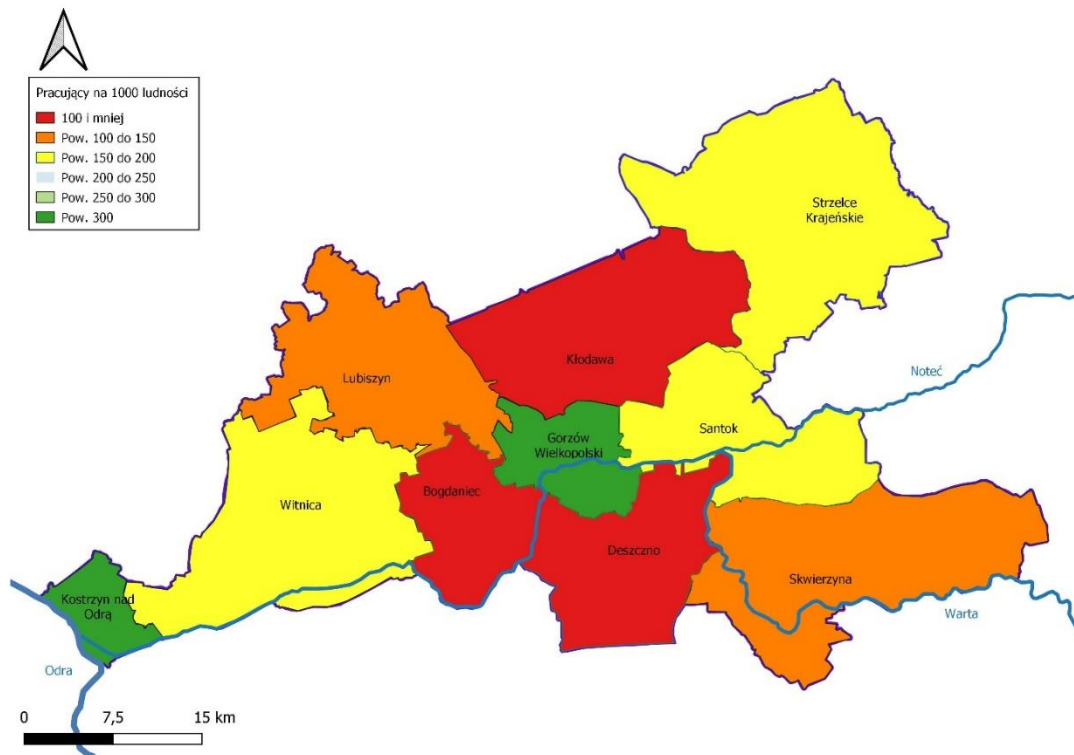 Pracujący na 1000 ludności
100 i mniej
Pow. 100 do 150
Pow. 150 do 200
Pow. 200 do 250
Pow. 250 do 300
Pow. 300
Strzelce
Krajeńskie
Kłodawa
Lubiszyn
Noteć
Santok
Gorzów
Wielkopolski
Bogdaniec
Witnica
Deszczno
Skwierzyna
Kostrzyn nad
Odrą
Warta
Odra
0 7,5 15 km